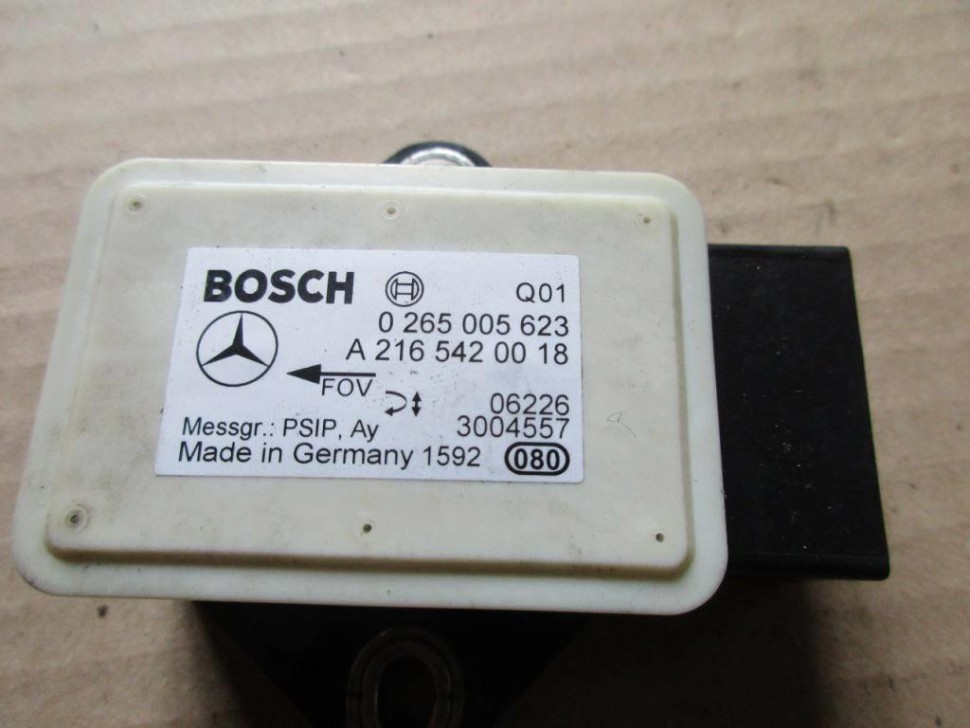 BOSCH
Q01
0 265 005 623
A 216 542 00 18
FOV
06226
Messgr.: PSIP, Ay 3004557
Made in Germany 1592 080